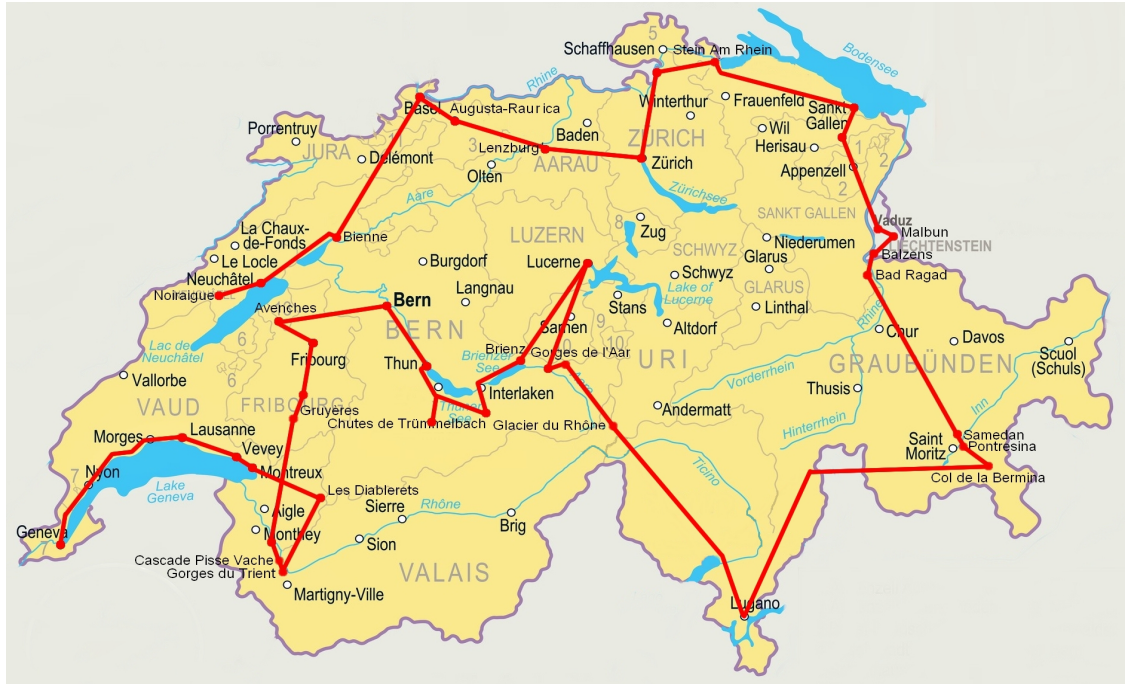 5
Schaffhausen
Stein Am Rhein
Bodensee
Rhine
Basel
Augusta-Raurica
Winterthur
Frauenfeld
Sankt
Gallen
Porrentruy
JURA
Delémont
3
Lenzburg
Baden
AARAU
ZÜRICH
Wil
Herisau
1
2
Olten
Zürich
Appenzell
2
Aare
Zürichsee
SANKT GALLEN
Vaduz
Malbun
LIECHTENSTEIN
La Chaux-
de-Fonds
Bienne
LUZERN
8
Zug
Niederurnen
Balzens
Le Locle
Burgdorf
Lucerne
SCHWYZ
Glarus
Bad Ragad
Neuchâtel
Noiraigue
Langnau
Schwyz
GLARUS
Lake of
Lucerne
Stans
Linthal
Avenches
Bern
BERN
Sarnen
9
10
Altdorf
Rhine
Chur
Davos
Lac de
Neuchâtel
6
Fribourg
Thun
Brienzer
See
Brienz
Gorges de l'Aar
URI
GRAUBÜNDEN
Scuol
(Schuls)
Vallorbe
6
Interlaken
Vorderrhein
Thusis
Inn
VAUD
FRIBOURG
Gruyères
Thuner
See
Chutes de Trümmelbach
Glacier du Rhône
Andermatt
Hinterrhein
Morges
Lausanne
Samedan
Saint
Moritz
Pontresina
Vevey
Montreux
Ticino
Col de la Bermina
7
Nyon
Lake
Geneva
Les Diablerets
Aigle
Sierre
Rhône
Brig
Geneva
Monthey
Sion
Cascade Pisse Vache
Gorges du Trient
VALAIS
Martigny-Ville
Lugano